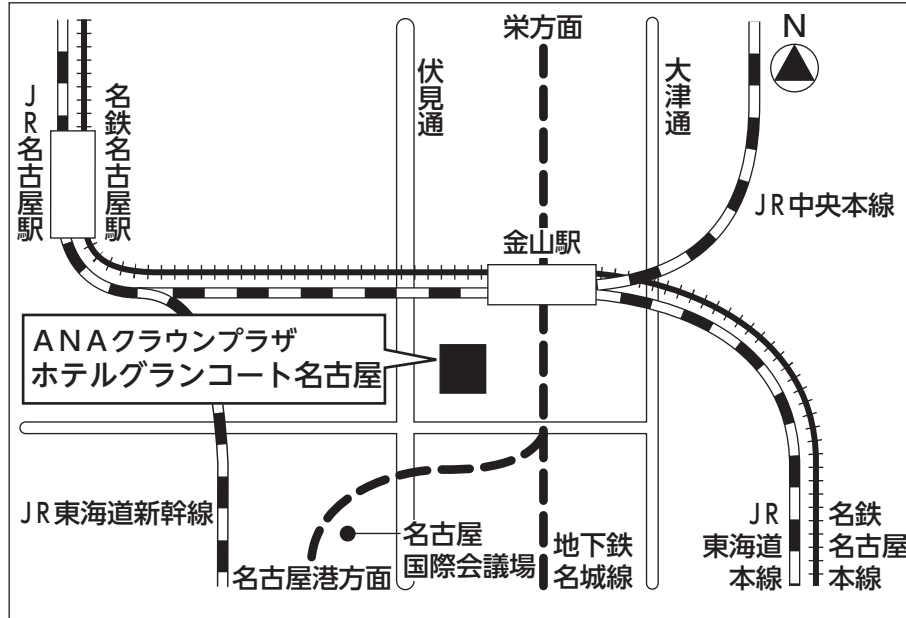 栄方面
N
伏見通
大津通
JR名古屋駅
名鉄名古屋駅
JR中央本線
金山駅
ANAクラウンプラザ
ホテルグランコート名古屋
JR東海道新幹線
名古屋港方面
名古屋
国際会議場
地下鉄
名城線
JR
東海道
本線
名鉄
名古屋
本線